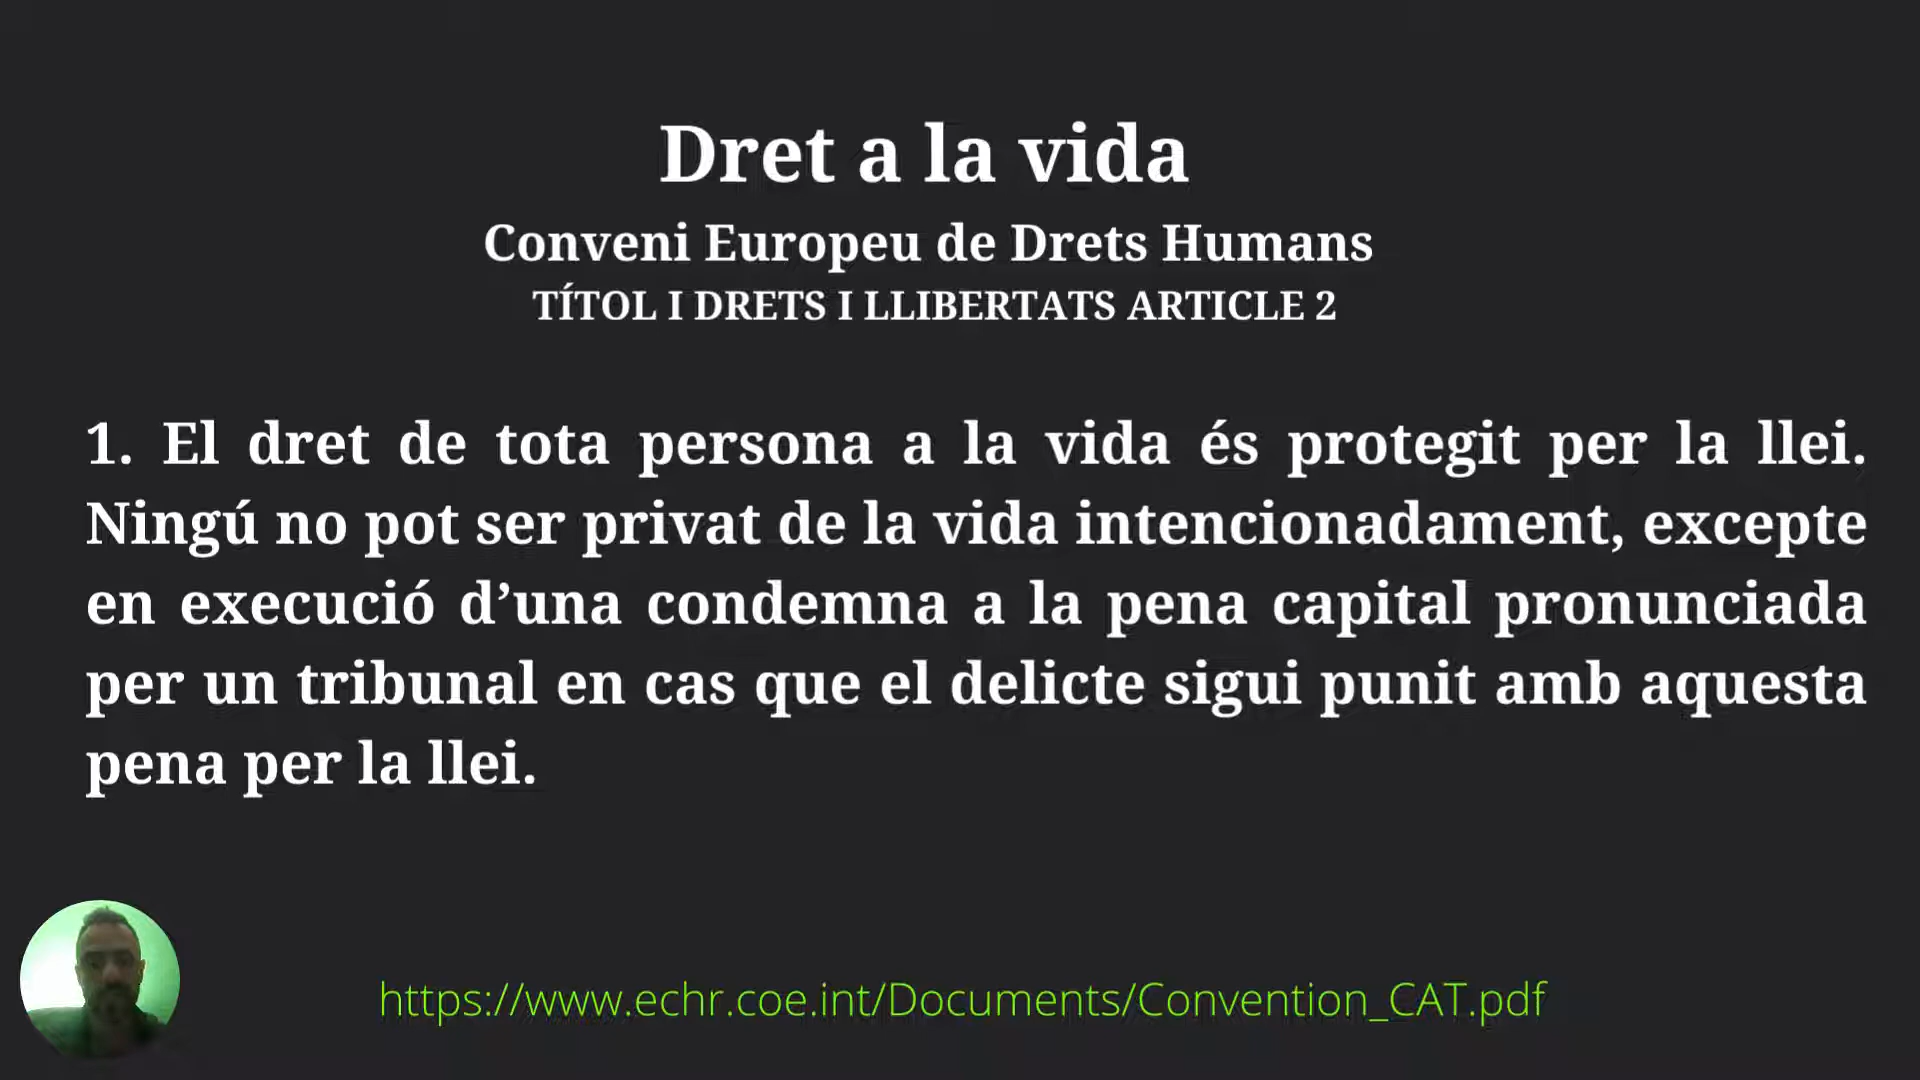 Dret a la vida
Conveni Europeu de Drets Humans
TÍTOL I DRETS I LLIBERTATS ARTICLE 2
1. El dret de tota persona a la vida és protegit per la llei.
Ningú no pot ser privat de la vida intencionadament, excepte
en execució d’una condemna a la pena capital pronunciada
per un tribunal en cas que el delicte sigui punit amb aquesta
pena per la llei.
https://www.echr.coe.int/Documents/Convention_CAT.pdf